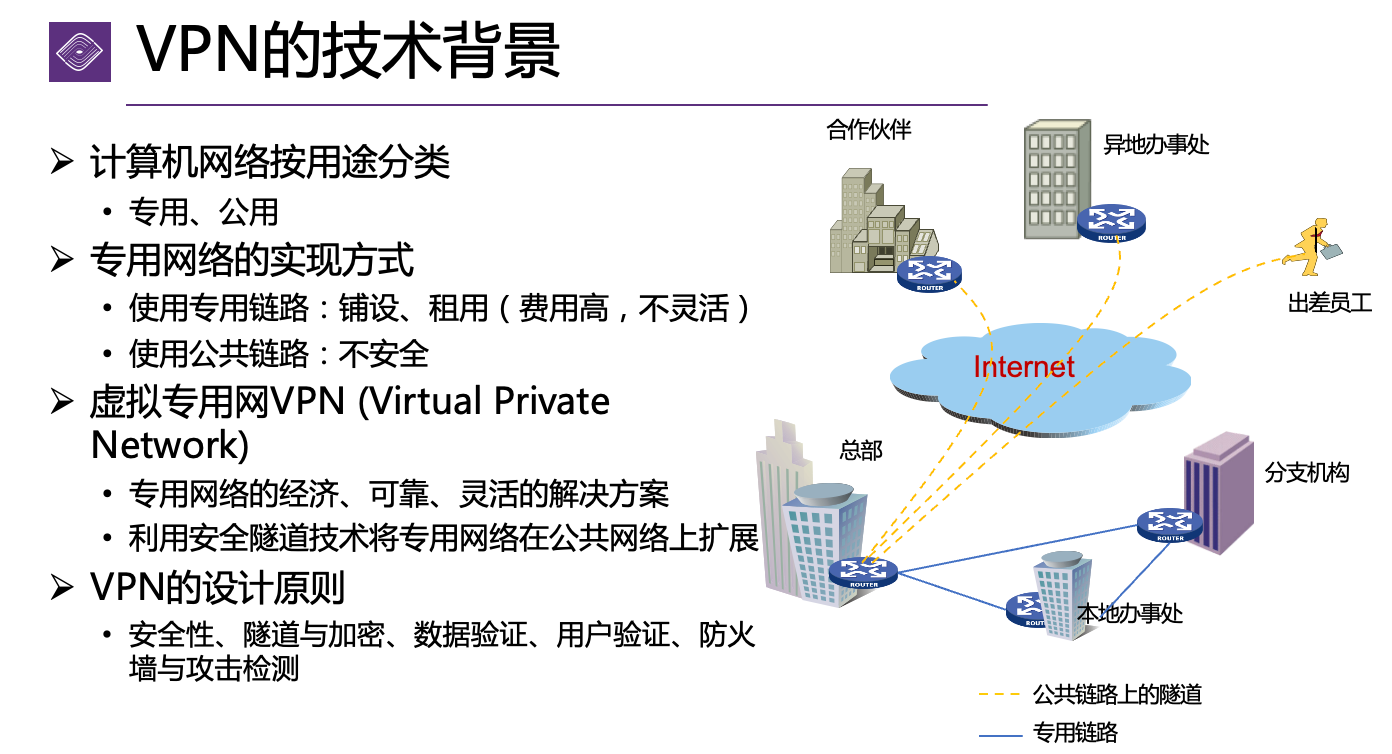 VPN的技术背景
计算机网络按用途分类
• 专用、公用
专用网络的实现方式
• 使用专用链路：铺设、租用（费用高，不灵活）
• 使用公共链路：不安全
虚拟专用网VPN (Virtual Private
Network)
• 专用网络的经济、可靠、灵活的解决方案
• 利用安全隧道技术将专用网络在公共网络上扩展
VPN的设计原则
• 安全性、隧道与加密、数据验证、用户验证、防火
墙与攻击检测
合作伙伴
异地办事处
ROUTER
ROUTER
出差员工
Internet
总部
分支机构
ROUTER
ROUTER
ROUTER
本地办事处
公共链路上的隧道
专用链路